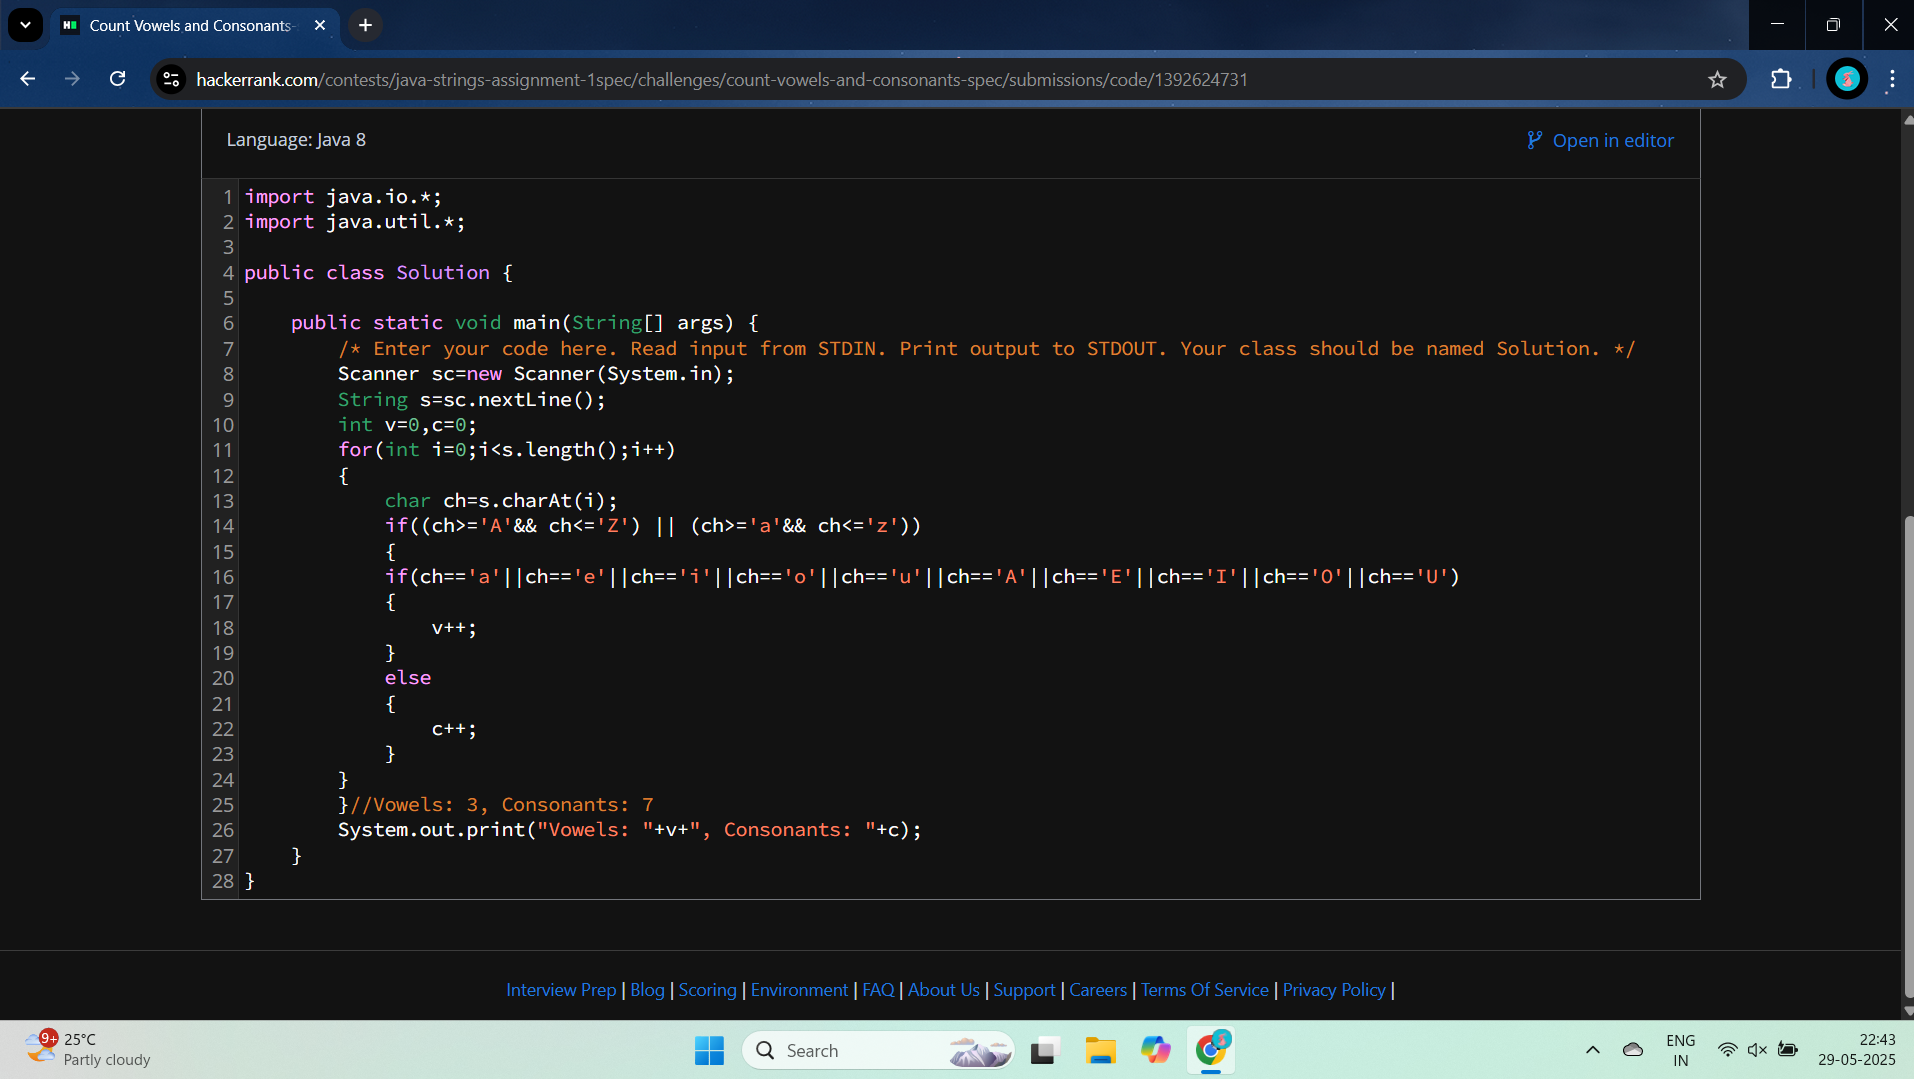 Count Vowels and Consonants-
hackerrank.com/contests/java-strings-assignment-1spec/challenges/count-vowels-and-consonants-spec/submissions/code/1392624731
Language: Java 8
Open in editor
1 import java.io.*;
2 import java.util.*;
3
4 public class Solution {
5
6     public static void main(String[] args) {
7         /* Enter your code here. Read input from STDIN. Print output to STDOUT. Your class should be named Solution. */
8         Scanner sc=new Scanner(System.in);
9         String s=sc.nextLine();
10         int v=0,c=0;
11         for(int i=0;i<s.length();i++)
12         {
13             char ch=s.charAt(i);
14             if((ch>='A'&& ch<='Z') || (ch>='a'&& ch<='z'))
15             {
16             if(ch=='a'||ch=='e'||ch=='i'||ch=='o'||ch=='u'||ch=='A'||ch=='E'||ch=='I'||ch=='O'||ch=='U')
17             {
18                 v++;
19             }
20             else
21             {
22                 c++;
23             }
24         }
25         }//Vowels: 3, Consonants: 7
26         System.out.print("Vowels: "+v+", Consonants: "+c);
27     }
28 }
Interview Prep | Blog | Scoring | Environment | FAQ | About Us | Support | Careers | Terms Of Service | Privacy Policy |
9+
25°C
Partly cloudy
Search
ENG
IN
22:43
29-05-2025